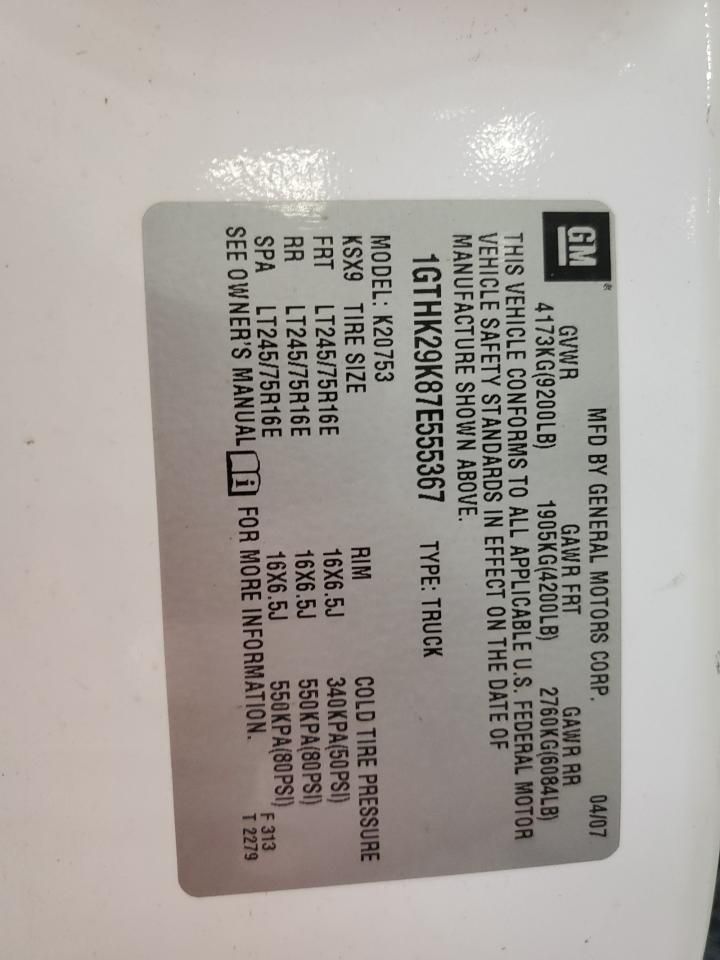 GM®
MFD BY GENERAL MOTORS CORP. 04/07
GVWR GAWR FRT GAWR RR
4173KG(9200LB) 1905KG(4200LB) 2760KG(6084LB)
THIS VEHICLE CONFORMS TO ALL APPLICABLE U.S. FEDERAL MOTOR
VEHICLE SAFETY STANDARDS IN EFFECT ON THE DATE OF
MANUFACTURE SHOWN ABOVE.
1GTHK29K87E555367 TYPE: TRUCK
MODEL: K20753
KSX9 TIRE SIZE RIM COLD TIRE PRESSURE
FRT LT245/75R16E 16X6.5J 340KPA(50PSI)
RR LT245/75R16E 16X6.5J 550KPA(80PSI)
SPA LT245/75R16E 16X6.5J 550KPA(80PSI)
SEE OWNER'S MANUAL i FOR MORE INFORMATION.
F 313
T 2279